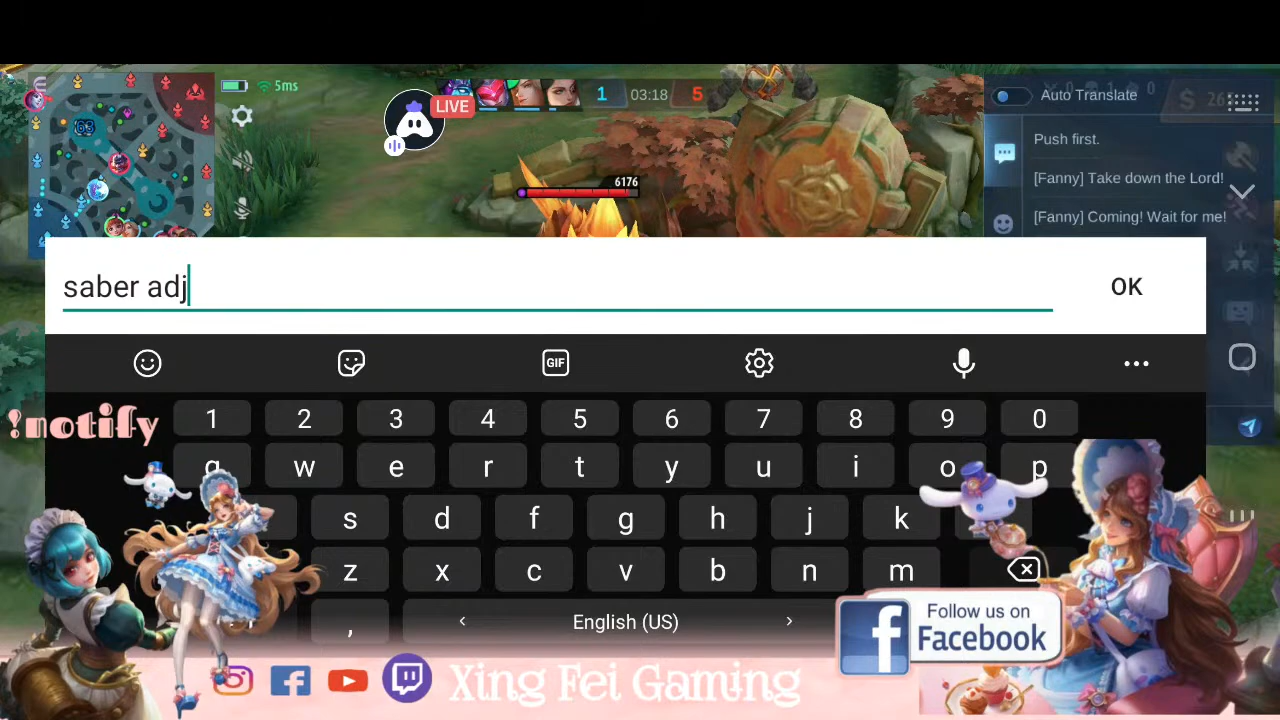 5ms
LIVE
1 03:18 5
6176
Auto Translate
Push first.
[Fanny] Take down the Lord!
[Fanny] Coming! Wait for me!
saber adj
OK
GIF
!notify
1 2 3 4 5 6 7 8 9 0
q w e r t y u i o p
s d f g h j k
z x c v b n m
,
‹ English (US) ›
Follow us on
Facebook
Xing Fei Gaming